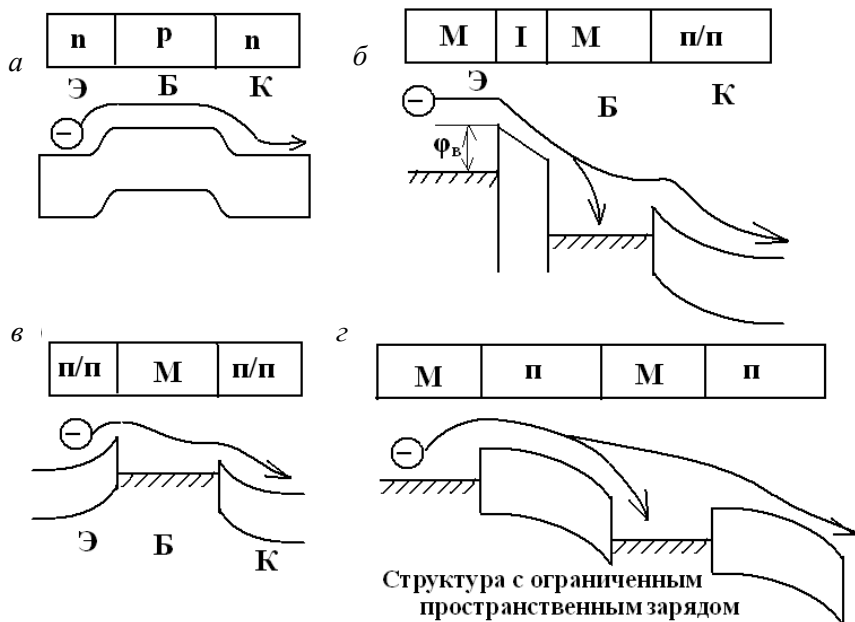 а
n р n
Э Б К
−
б
М I М п/п
Э Б К
−
φв
в
п/п М п/п
−
Э Б К
г
М п М п
−
Структура с ограниченным
пространственным зарядом